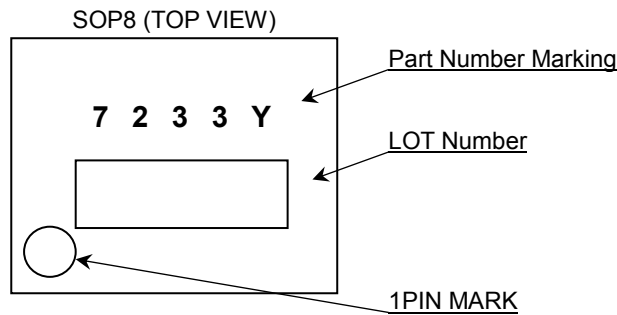 SOP8 (TOP VIEW)
Part Number Marking
7 2 3 3 Y
LOT Number
1PIN MARK